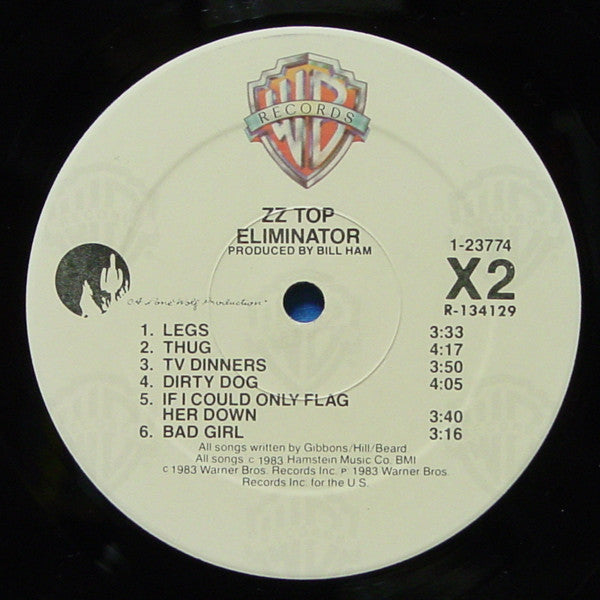 WB
RECORDS
ZZ TOP
ELIMINATOR
PRODUCED BY BILL HAM
1-23774
X2
R-134129
"A Lone Wolf Production"
1. LEGS 3:33
2. THUG 4:17
3. TV DINNERS 3:50
4. DIRTY DOG 4:05
5. IF I COULD ONLY FLAG
HER DOWN 3:40
6. BAD GIRL 3:16
All songs written by Gibbons/Hill/Beard.
All songs © 1983 Hamstein Music Co. BMI
© 1983 Warner Bros. Records Inc. ℗ 1983 Warner Bros.
Records Inc. for the U S.